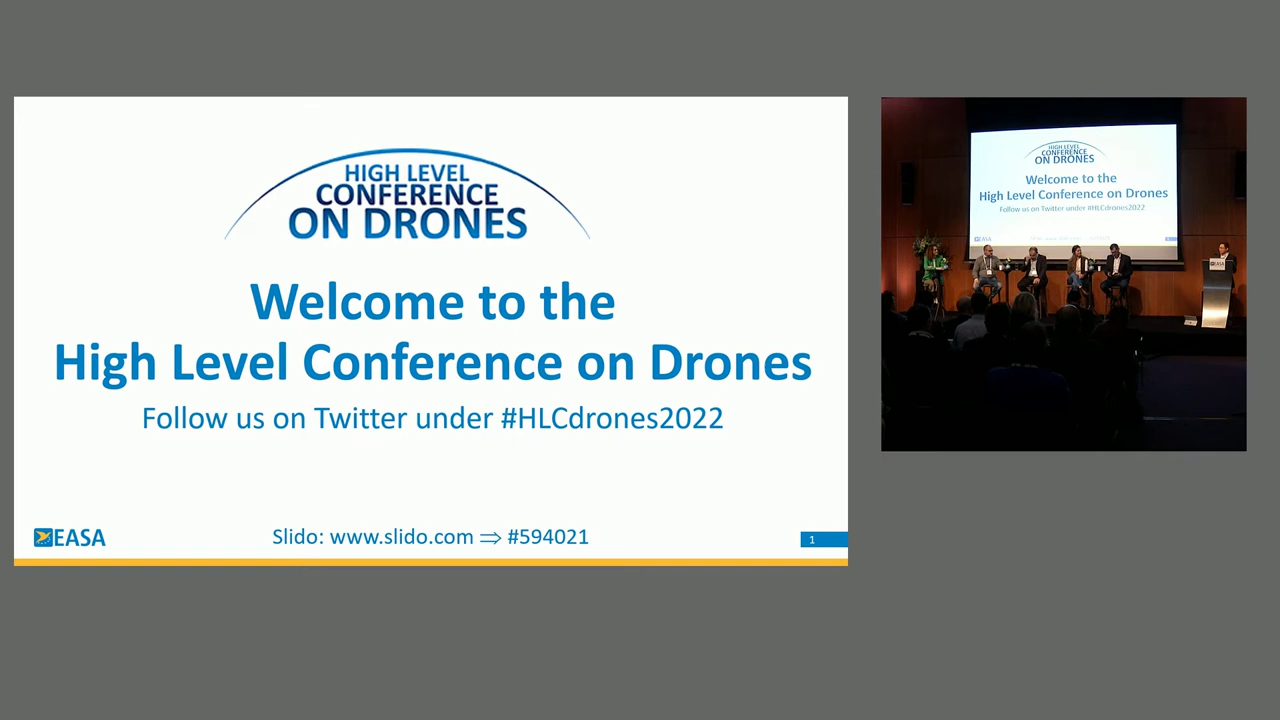 HIGH LEVEL
CONFERENCE
ON DRONES
Welcome to the
High Level Conference on Drones
Follow us on Twitter under #HLCdrones2022
EASA
Slido: www.slido.com ⇒ #594021
1
HIGH LEVEL
CONFERENCE
ON DRONES
Welcome to the
High Level Conference on Drones
Follow us on Twitter under #HLCdrones2022
EASA
EASA